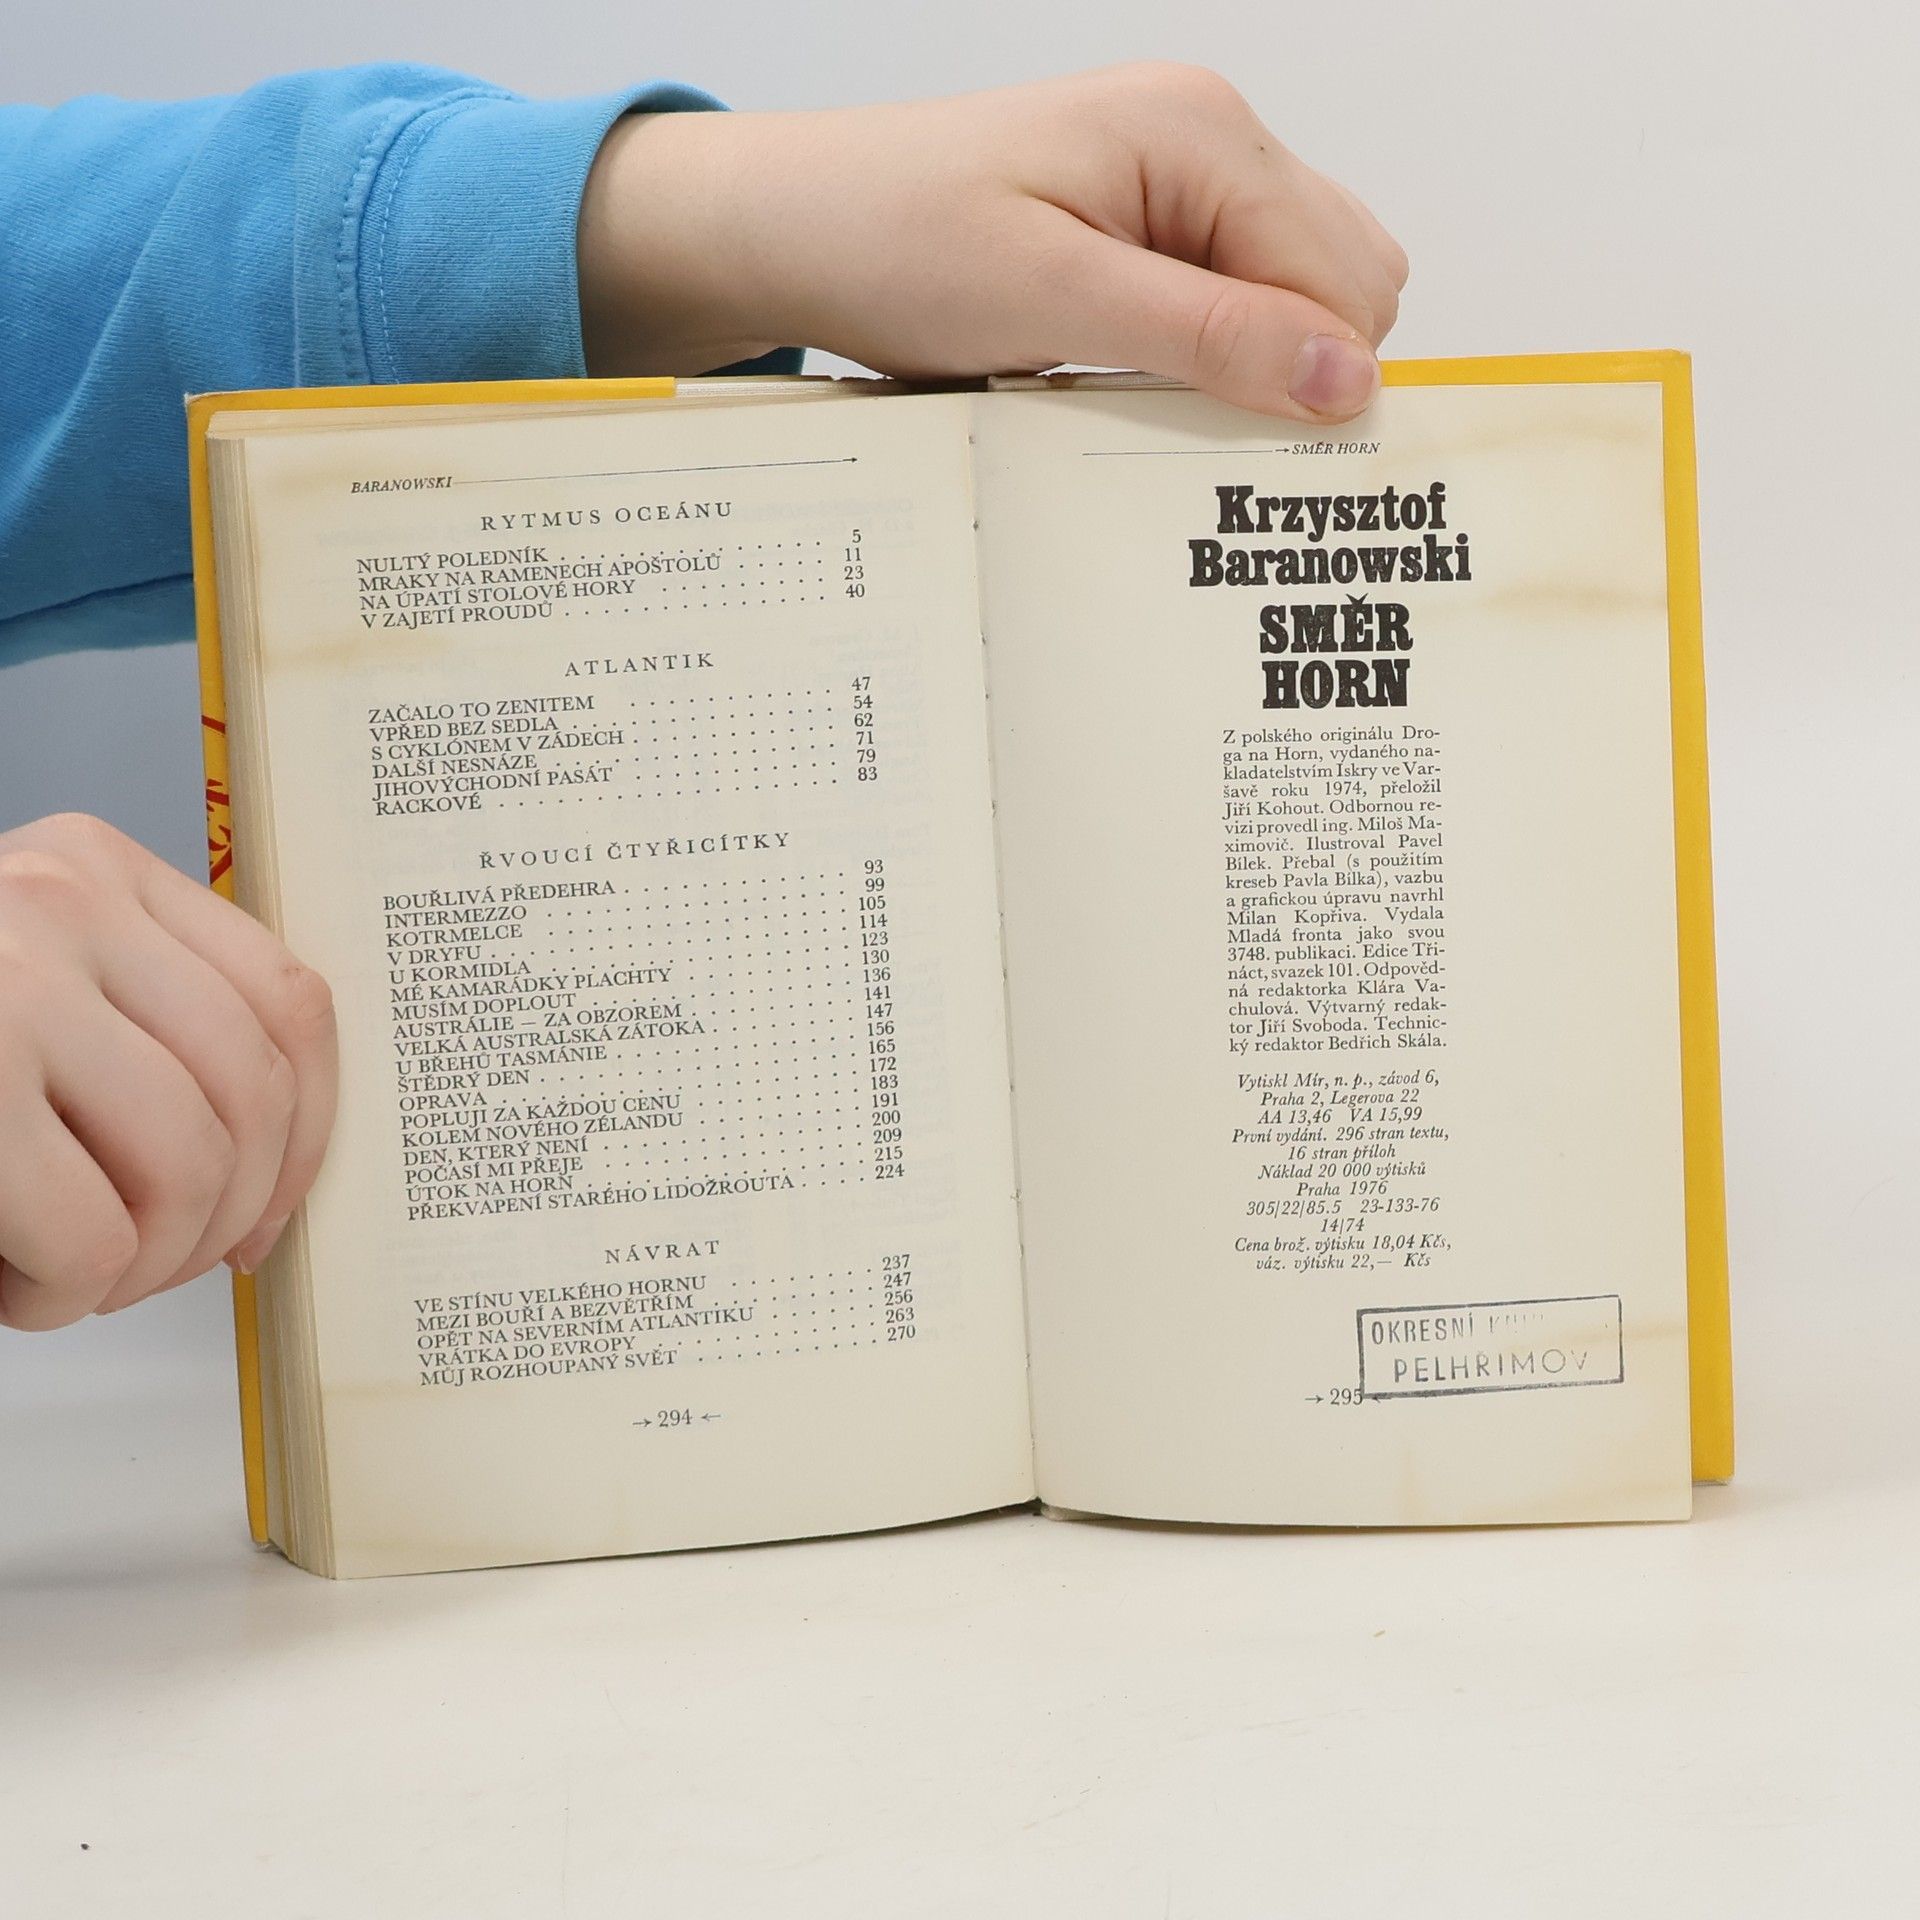 BARANOWSKI
RYTMUS OCEÁNU
NULTÝ POLEDNÍK . . . . . . . . . . . . . 5
MRAKY NA RAMENECH APOŠTOLŮ . . . . . 11
NA ÚPATÍ STOLOVÉ HORY . . . . . . . . 23
V ZAJETÍ PROUDŮ . . . . . . . . . . . . . 40
ATLANTIK
ZAČALO TO ZENITEM . . . . . . . . . . 47
VPŘED BEZ SEDLA . . . . . . . . . . . . 54
S CYKLÓNEM V ZÁDECH . . . . . . . . . . 62
DALŠÍ NESNÁZE . . . . . . . . . . . . . 71
JIHOVÝCHODNÍ PASÁT . . . . . . . . . . 79
RACKOVÉ . . . . . . . . . . . . . . . 83
ŘVOUCÍ ČTYŘICÍTKY
BOUŘLIVÁ PŘEDEHRA . . . . . . . . . . . 93
INTERMEZZO . . . . . . . . . . . . . . 99
KOTRMELCE . . . . . . . . . . . . . . 105
V DRYFU . . . . . . . . . . . . . . . . 114
U KORMIDLA . . . . . . . . . . . . . . 123
MÉ KAMARÁDKY PLACHTY . . . . . . . . 130
MUSÍM DOPLOUT . . . . . . . . . . . . 136
AUSTRÁLIE — ZA OBZOREM . . . . . . . . 141
VELKÁ AUSTRALSKÁ ZÁTOKA . . . . . . . 147
U BŘEHŮ TASMÁNIE . . . . . . . . . . . 156
ŠTĚDRÝ DEN . . . . . . . . . . . . . . 165
OPRAVA . . . . . . . . . . . . . . . . 172
POPLUJI ZA KAŽDOU CENU . . . . . . . . 183
KOLEM NOVÉHO ZÉLANDU . . . . . . . . 191
DEN, KTERÝ NENÍ . . . . . . . . . . . . 200
POČASÍ MI PŘEJE . . . . . . . . . . . . 209
ÚTOK NA HORN . . . . . . . . . . . . . 215
PŘEKVAPENÍ STARÉHO LIDOŽROUTA . . . . 224
NÁVRAT
VE STÍNU VELKÉHO HORNU . . . . . . . 237
MEZI BOUŘÍ A BEZVĚTŘÍM . . . . . . . . 247
OPĚT NA SEVERNÍM ATLANTIKU . . . . . 256
VRÁTKA DO EVROPY . . . . . . . . . . . 263
MŮJ ROZHOUPANÝ SVĚT . . . . . . . . . 270
→ 294 ←
→ SMĚR HORN
Krzysztof
Baranowski
SMĚR
HORN
Z polského originálu Dro-
ga na Horn, vydaného na-
kladatelstvím Iskry ve Var-
šavě roku 1974, přeložil
Jiří Kohout. Odbornou re-
vizi provedl ing. Miloš Ma-
ximovič. Ilustroval Pavel
Bílek. Přebal (s použitím
kreseb Pavla Bílka), vazbu
a grafickou úpravu navrhl
Milan Kopřiva. Vydala
Mladá fronta jako svou
3748. publikaci. Edice Tři-
náct, svazek 101. Odpověd-
ná redaktorka Klára Va-
chulová. Výtvarný redak-
tor Jiří Svoboda. Technic-
ký redaktor Bedřich Skála.
Vytiskl Mír, n. p., závod 6,
Praha 2, Legerova 22
AA 13,46 VA 15,99
První vydání. 296 stran textu,
16 stran příloh
Náklad 20 000 výtisků
Praha 1976
305/22/85.5 23-133-76
14/74
Cena brož. výtisku 18,04 Kčs,
váz. výtisku 22,— Kčs
OKRESNÍ
PELHŘIMOV
→ 295 ←